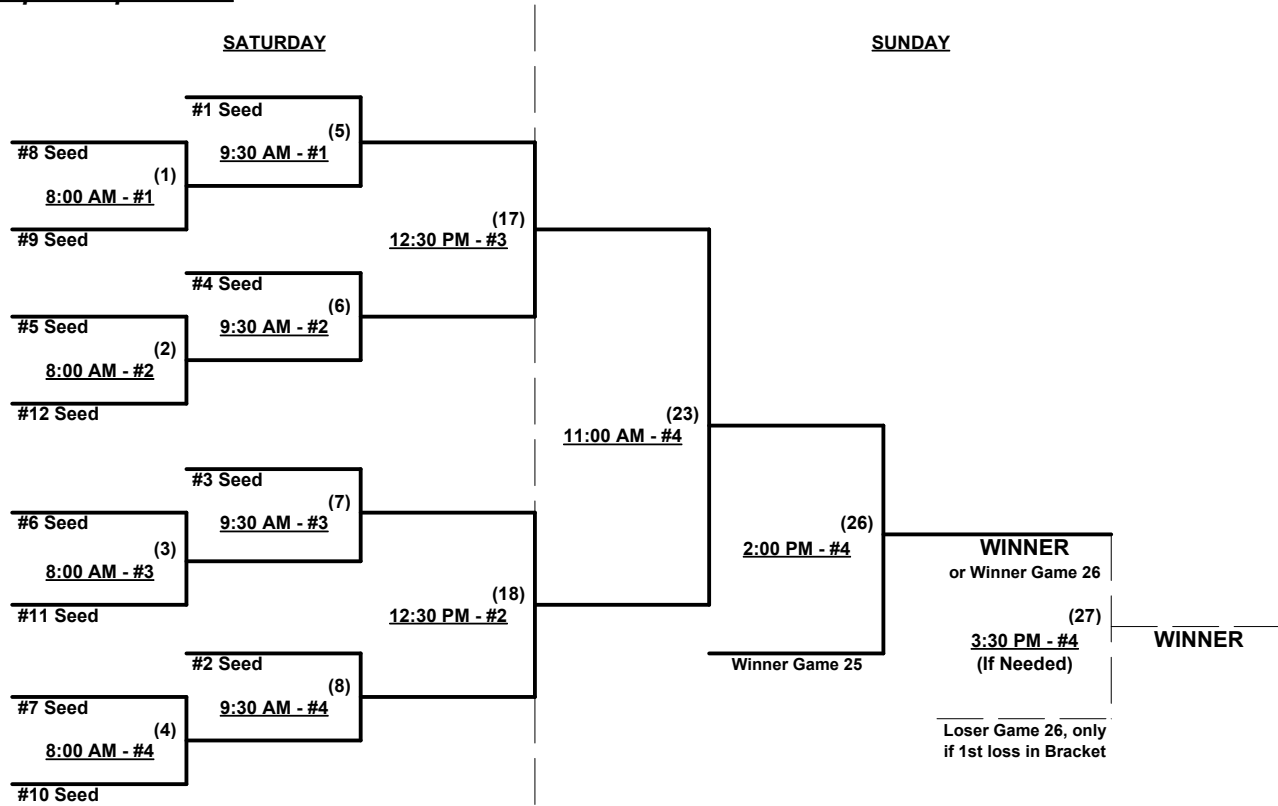 SATURDAY
SUNDAY
#1 Seed
(5)
9:30 AM - #1
#8 Seed
(1)
8:00 AM - #1
#9 Seed
(17)
12:30 PM - #3
#4 Seed
(6)
9:30 AM - #2
#5 Seed
(2)
8:00 AM - #2
#12 Seed
(23)
11:00 AM - #4
#3 Seed
(7)
9:30 AM - #3
#6 Seed
(3)
8:00 AM - #3
#11 Seed
(18)
12:30 PM - #2
#2 Seed
(8)
9:30 AM - #4
#7 Seed
(4)
8:00 AM - #4
#10 Seed
(26)
2:00 PM - #4
Winner Game 25
WINNER
or Winner Game 26
(27)
3:30 PM - #4
(If Needed)
WINNER
Loser Game 26, only
if 1st loss in Bracket